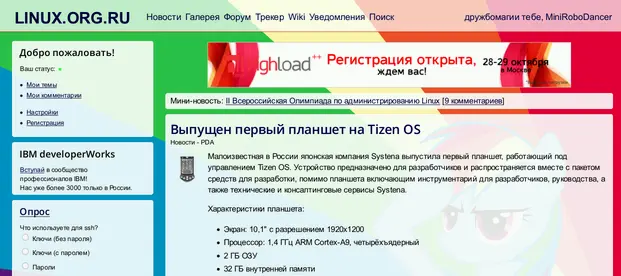 LINUX.ORG.RU
Новости Галерея Форум Трекер Wiki Уведомления Поиск
дружбомагии тебе, MiniRoboDancer
Добро пожаловать!
Ваш статус:
Мои темы
Мои комментарии
Настройки
Регистрация
IBM developerWorks
Вступай в сообщество
профессионалов IBM!
Нас уже более 3000 только в России.
Опрос
Что используете для ssh?
Ключи (без пароля)
Ключи (с паролем)
Пароли
ghload++ Регистрация открыта,
ждем вас!
28-29 октября
в Москве
Мини-новость: II Всероссийская Олимпиада по администрированию Linux [9 комментариев]
Выпущен первый планшет на Tizen OS
Новости - PDA
Малоизвестная в России японская компания Systena выпустила первый планшет, работающий под
управлением Tizen OS. Устройство предназначено для разработчиков и распространяется вместе с пакетом
средств для разработки, помимо планшета включающим инструментарий для разработчиков, руководства, а
также технические и консалтинговые сервисы Systena.
Характеристики планшета:
Экран: 10,1" с разрешением 1920x1200
Процессор: 1,4 ГГц ARM Cortex-A9, четырёхъядерный
2 ГБ ОЗУ
32 ГБ внутренней памяти